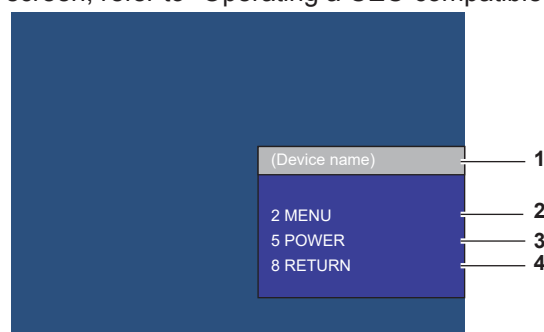 screen, refer to "Operating a CEC-compatible
(Device name)
1
2 MENU
2
5 POWER
3
8 RETURN
4